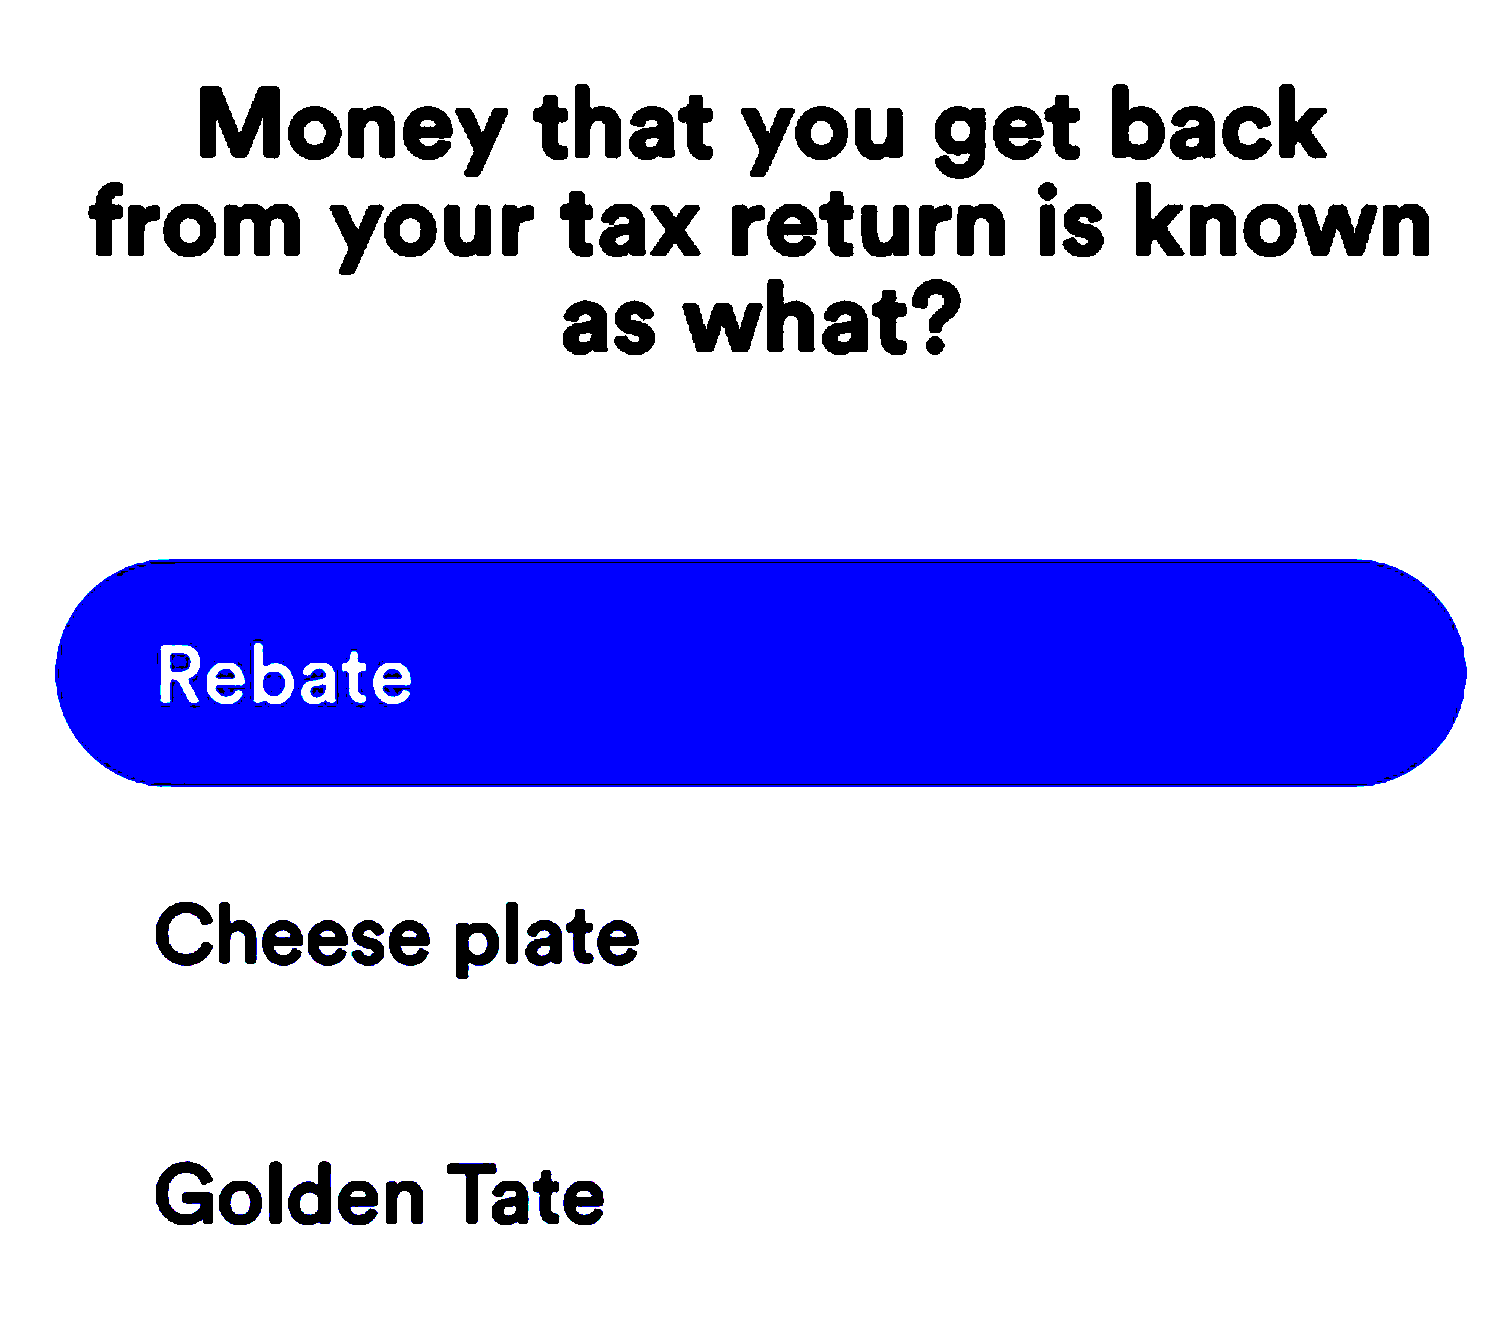 Money that you get back
from your tax return is known
as what?
Rebate
Cheese plate
Golden Tate